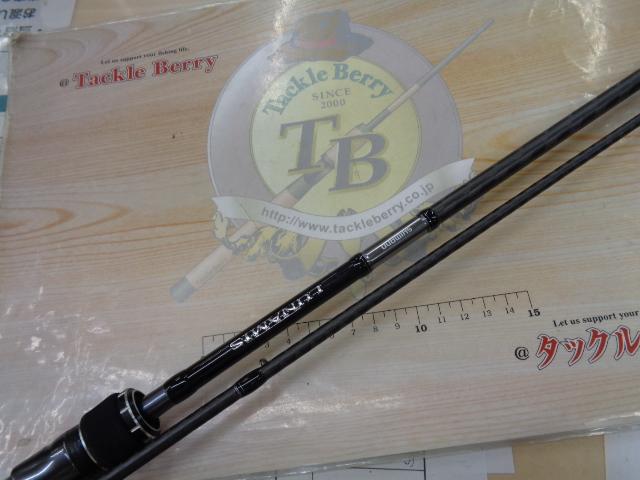 Let us support your fishing life.
@ Tackle Berry
Tackle Berry
SINCE
2000
TB
http://www.tackleberry.co.jp
SHIMANO
LUNAMIS
10
11
12
13
14
15
Let us support your
@ タックル